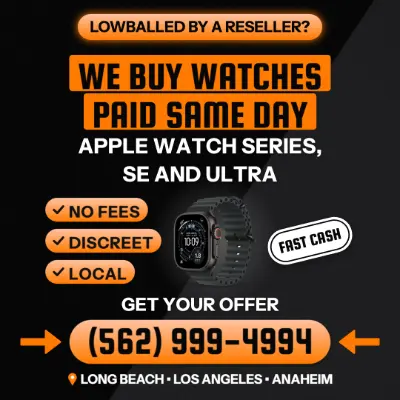 LOWBALLED BY A RESELLER?
WE BUY WATCHES
PAID SAME DAY
APPLE WATCH SERIES,
SE AND ULTRA
NO FEES
DISCREET
LOCAL
FAST CASH
GET YOUR OFFER
(562) 999-4994
LONG BEACH • LOS ANGELES • ANAHEIM